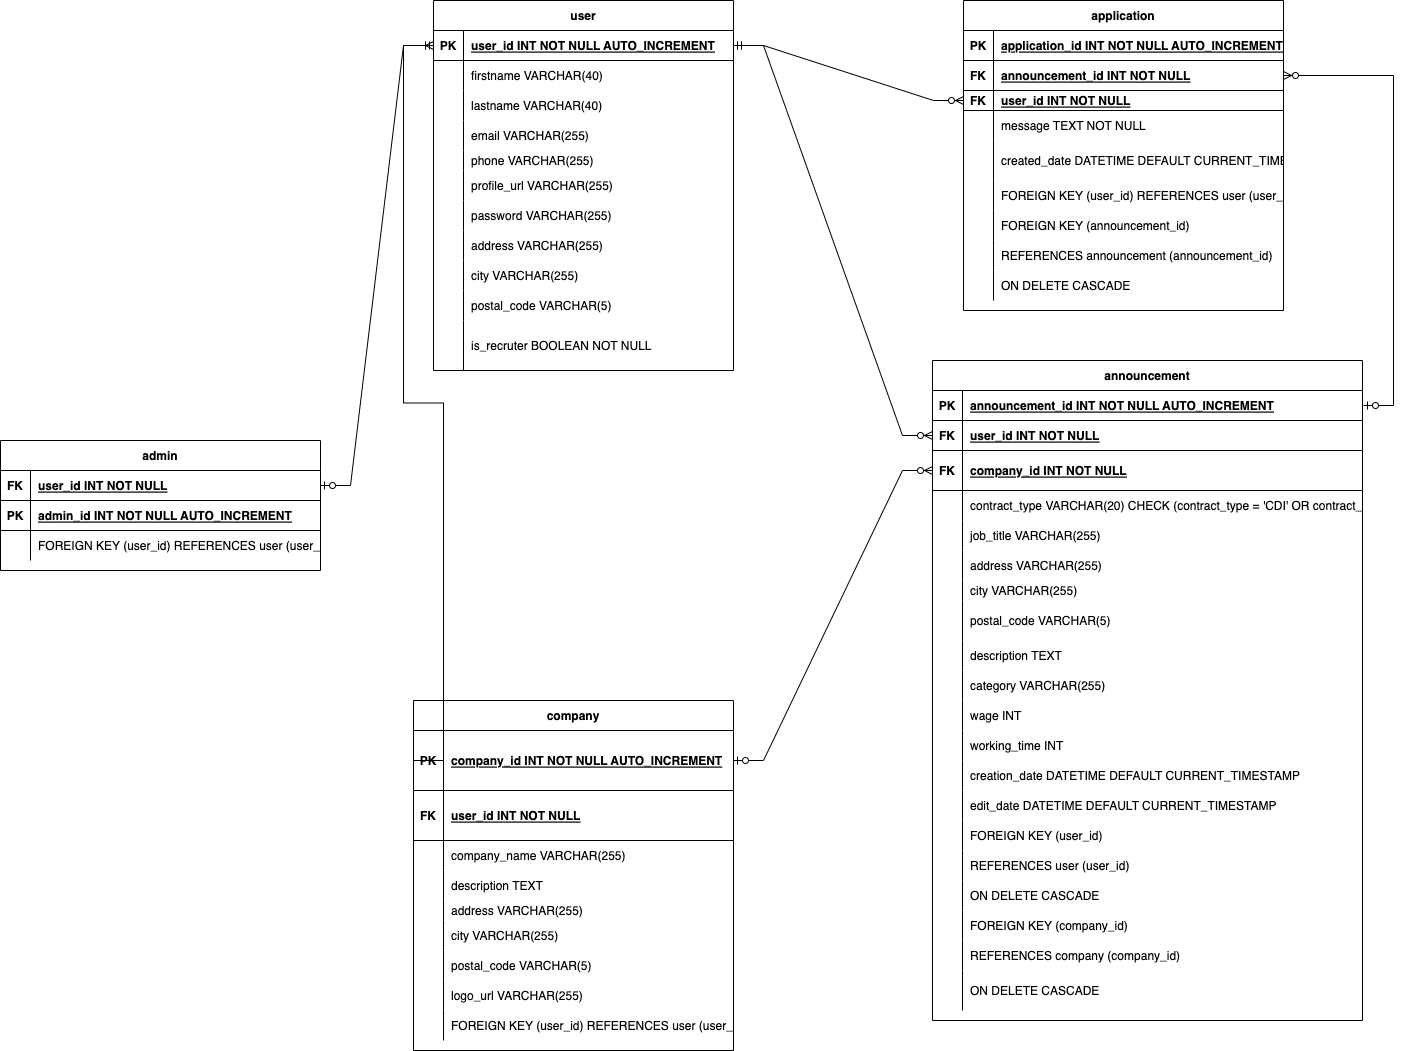 user
PK user_id INT NOT NULL AUTO_INCREMENT
firstname VARCHAR(40)
lastname VARCHAR(40)
email VARCHAR(255)
phone VARCHAR(255)
profile_url VARCHAR(255)
password VARCHAR(255)
address VARCHAR(255)
city VARCHAR(255)
postal_code VARCHAR(5)
is_recruter BOOLEAN NOT NULL
application
PK application_id INT NOT NULL AUTO_INCREMENT
FK announcement_id INT NOT NULL
FK user_id INT NOT NULL
message TEXT NOT NULL
created_date DATETIME DEFAULT CURRENT_TIME
FOREIGN KEY (user_id) REFERENCES user (user_
FOREIGN KEY (announcement_id)
REFERENCES announcement (announcement_id)
ON DELETE CASCADE
announcement
PK announcement_id INT NOT NULL AUTO_INCREMENT
FK user_id INT NOT NULL
FK company_id INT NOT NULL
contract_type VARCHAR(20) CHECK (contract_type = 'CDI' OR contract_
job_title VARCHAR(255)
address VARCHAR(255)
city VARCHAR(255)
postal_code VARCHAR(5)
description TEXT
category VARCHAR(255)
wage INT
working_time INT
creation_date DATETIME DEFAULT CURRENT_TIMESTAMP
edit_date DATETIME DEFAULT CURRENT_TIMESTAMP
FOREIGN KEY (user_id)
REFERENCES user (user_id)
ON DELETE CASCADE
FOREIGN KEY (company_id)
REFERENCES company (company_id)
ON DELETE CASCADE
admin
FK user_id INT NOT NULL
PK admin_id INT NOT NULL AUTO_INCREMENT
FOREIGN KEY (user_id) REFERENCES user (user_
company
PK company_id INT NOT NULL AUTO_INCREMENT
FK user_id INT NOT NULL
company_name VARCHAR(255)
description TEXT
address VARCHAR(255)
city VARCHAR(255)
postal_code VARCHAR(5)
logo_url VARCHAR(255)
FOREIGN KEY (user_id) REFERENCES user (user_